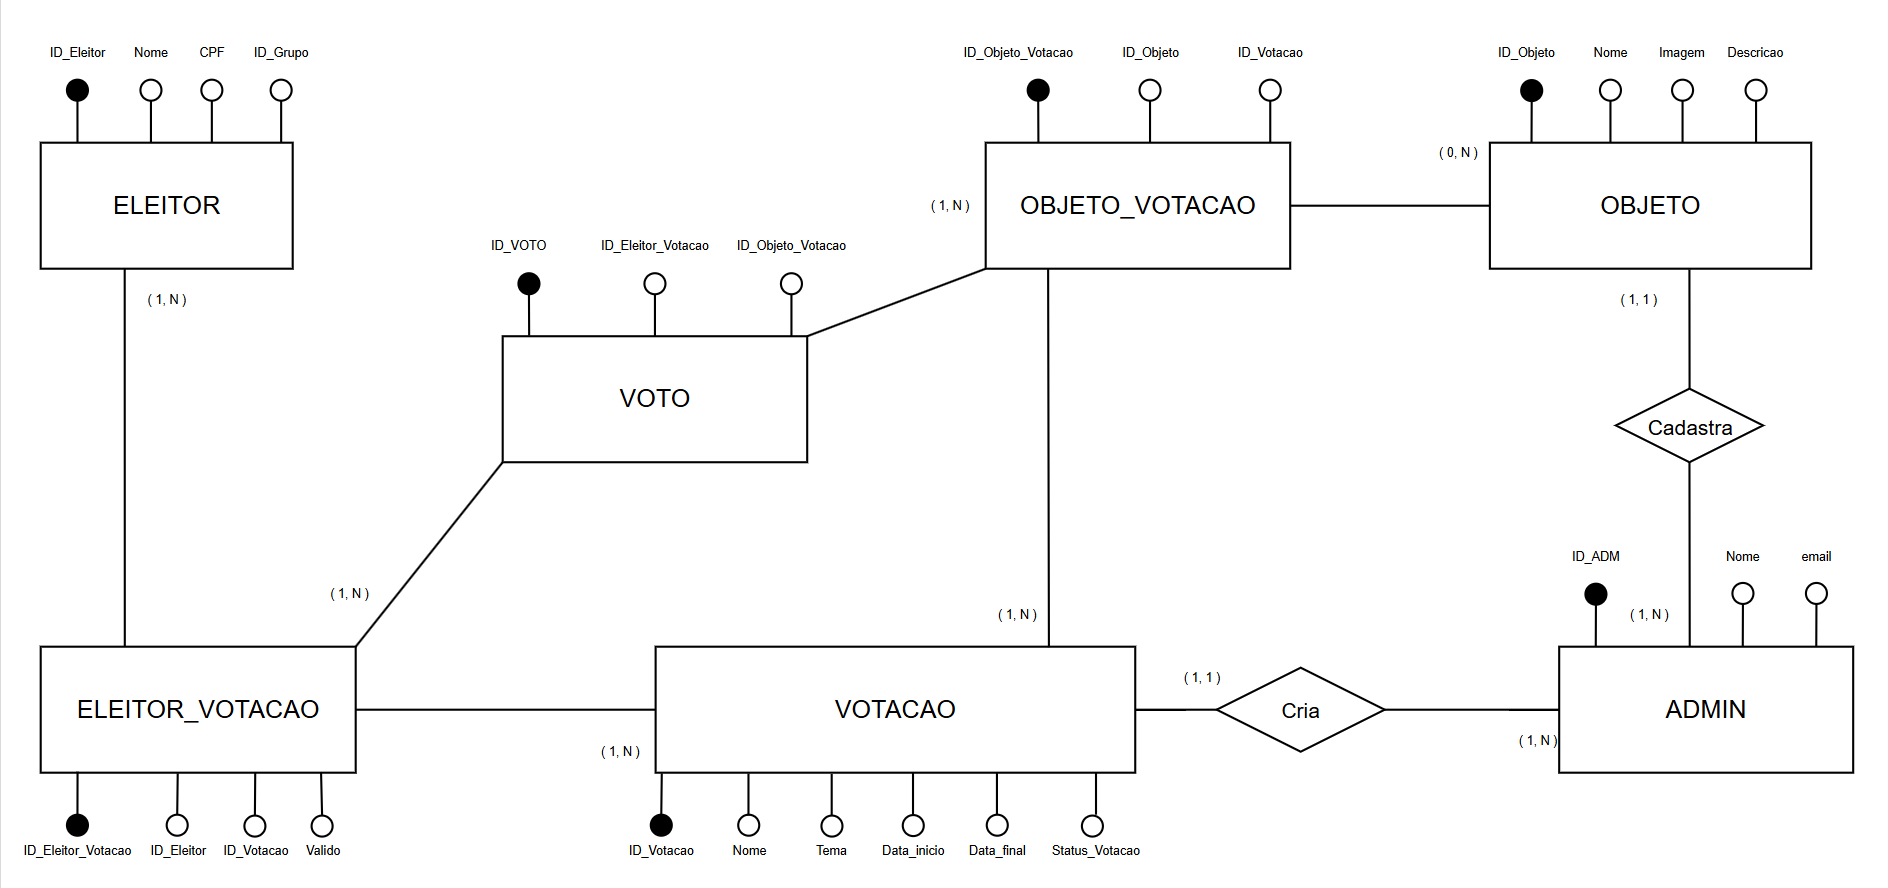 ID_Eleitor Nome CPF ID_Grupo
ID_Objeto_Votacao ID_Objeto ID_Votacao
ID_Objeto Nome Imagem Descricao
( 0, N )
ELEITOR
( 1, N )
OBJETO_VOTACAO
OBJETO
ID_VOTO ID_Eleitor_Votacao ID_Objeto_Votacao
( 1, N )
( 1, 1 )
VOTO
Cadastra
ID_ADM Nome email
( 1, N )
( 1, N )
( 1, N )
( 1, 1 )
ELEITOR_VOTACAO
VOTACAO
Cria
ADMIN
( 1, N )
( 1, N )
ID_Eleitor_Votacao ID_Eleitor ID_Votacao Valido
ID_Votacao Nome Tema Data_inicio Data_final Status_Votacao